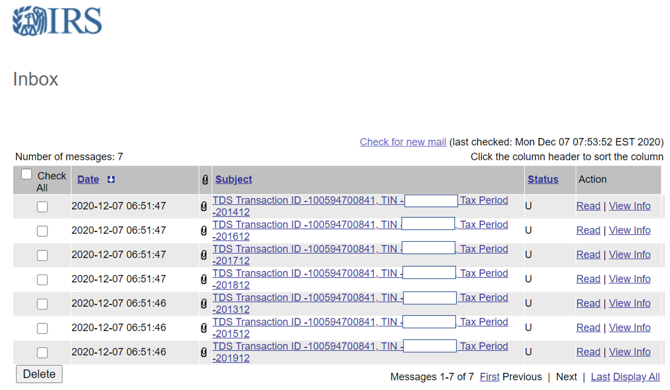 IRS
Inbox
Check for new mail (last checked: Mon Dec 07 07:53:52 EST 2020)
Number of messages: 7 Click the column header to sort the column
Check All Date Subject Status Action
2020-12-07 06:51:47 TDS Transaction ID -100594700841, TIN - Tax Period U Read | View Info
-201412
2020-12-07 06:51:47 TDS Transaction ID -100594700841, TIN - , Tax Period U Read | View Info
-201612
2020-12-07 06:51:47 TDS Transaction ID -100594700841, TIN - , Tax Period U Read | View Info
-201712
2020-12-07 06:51:47 TDS Transaction ID -100594700841, TIN - , Tax Period U Read | View Info
-201812
2020-12-07 06:51:46 TDS Transaction ID -100594700841, TIN - , Tax Period U Read | View Info
-201312
2020-12-07 06:51:46 TDS Transaction ID -100594700841, TIN - , Tax Period U Read | View Info
-201512
2020-12-07 06:51:46 TDS Transaction ID -100594700841, TIN - , Tax Period U Read | View Info
-201912
Delete Messages 1-7 of 7 First Previous | Next | Last Display All